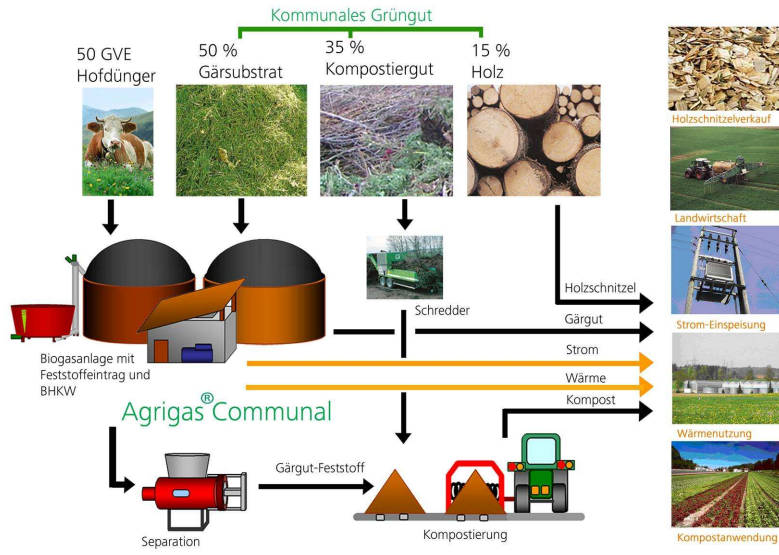 Kommunales Grüngut
50 GVE
Hofdünger
50 %
Gärsubstrat
35 %
Kompostiergut
15 %
Holz
Holzschnitzelverkauf
Landwirtschaft
Schredder
Holzschnitzel
Gärgut
Strom
Wärme
Kompost
Strom-Einspeisung
Biogasanlage mit
Feststoffeintrag und
BHKW
Agrigas® Communal
Wärmenutzung
Gärgut-Feststoff
Separation
Kompostierung
Kompostanwendung